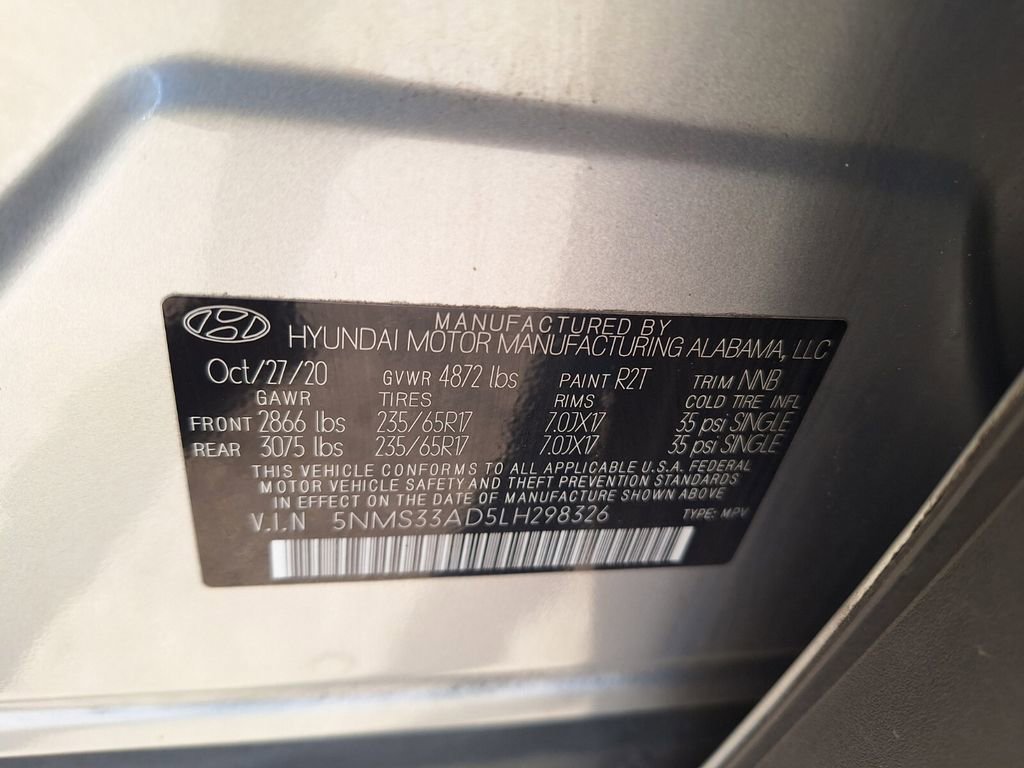 MANUFACTURED BY
HYUNDAI MOTOR MANUFACTURING ALABAMA, LLC
Oct/27/20 GVWR 4872 lbs PAINT R2T TRIM NNB
GAWR TIRES RIMS COLD TIRE INFL
FRONT 2866 lbs 235/65R17 7.0JX17 35 psi SINGLE
REAR 3075 lbs 235/65R17 7.0JX17 35 psi SINGLE
THIS VEHICLE CONFORMS TO ALL APPLICABLE U.S.A. FEDERAL
MOTOR VEHICLE SAFETY AND THEFT PREVENTION STANDARDS
IN EFFECT ON THE DATE OF MANUFACTURE SHOWN ABOVE
V.I.N 5NMS33AD5LH298326 TYPE: MPV